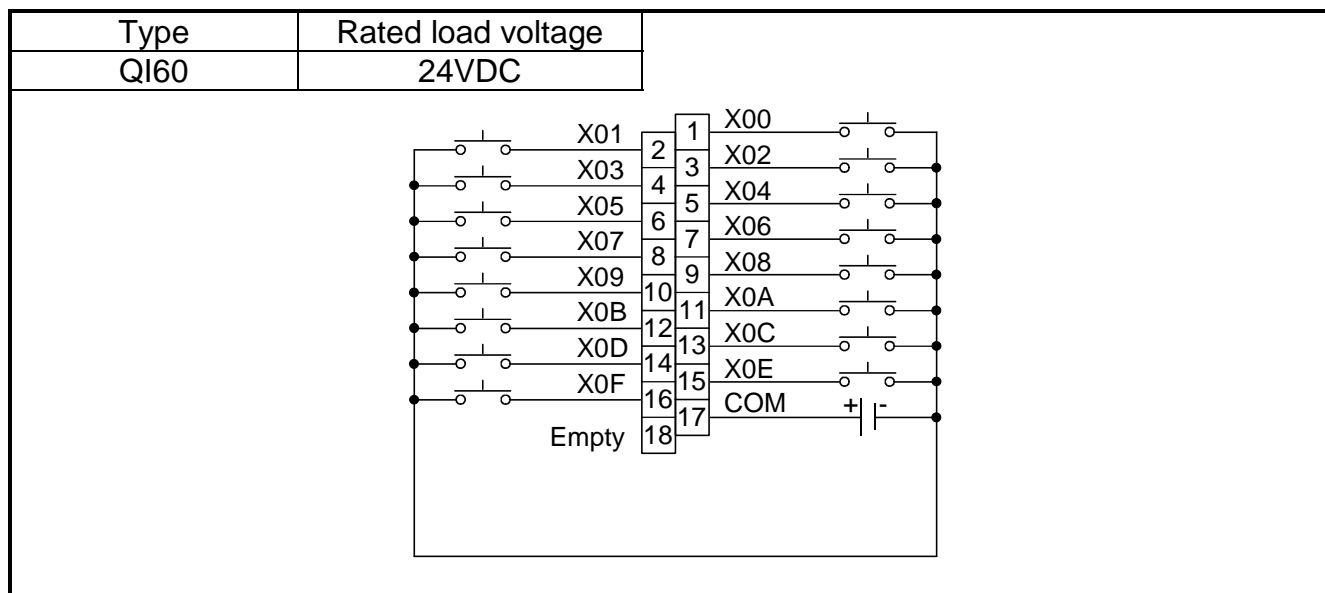 Type Rated load voltage
QI60 24VDC
1 X00
X01 2
3 X02
X03 4
5 X04
X05 6
7 X06
X07 8
9 X08
X09 10
11 X0A
X0B 12
13 X0C
X0D 14
15 X0E
X0F 16
17 COM + -
Empty 18